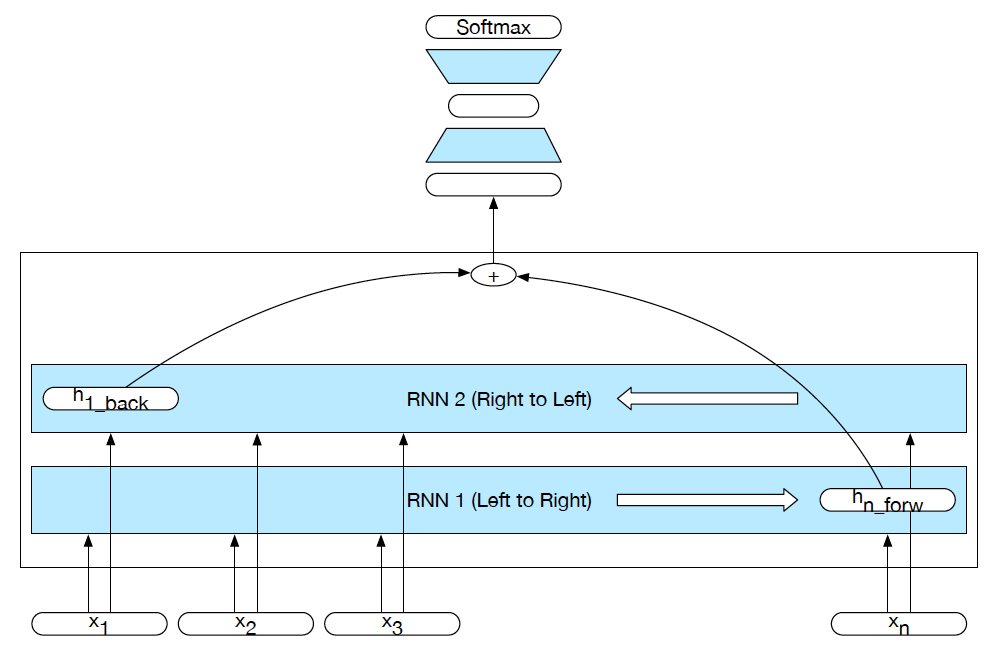 Softmax
+
h1_back
RNN 2 (Right to Left)
RNN 1 (Left to Right)
hn_forw
x1
x2
x3
xn